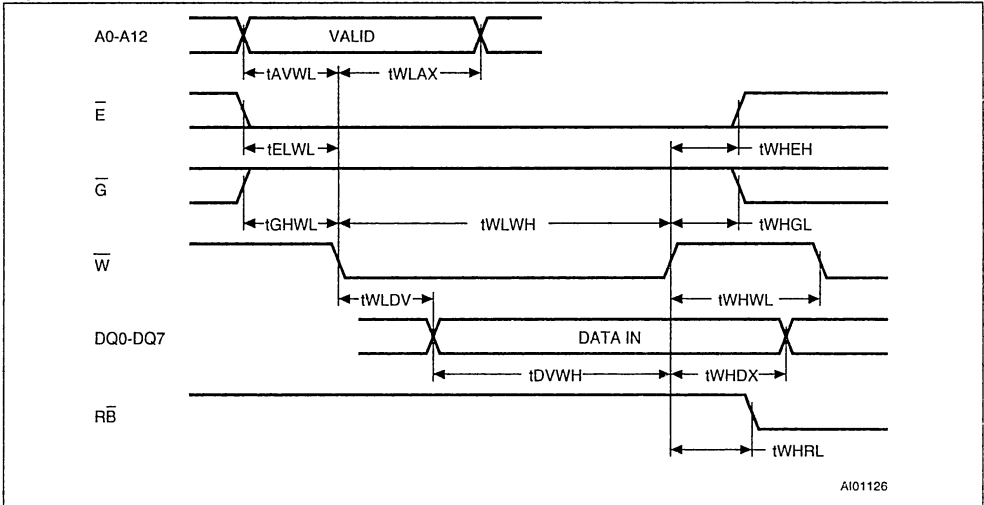 A0-A12
VALID
tAVWL
tWLAX
E̅
tELWL
tWHEH
G̅
tGHWL
tWLWH
tWHGL
W̅
tWLDV
tWHWL
DQ0-DQ7
DATA IN
tDVWH
tWHDX
RB̅
tWHRL
AI01126